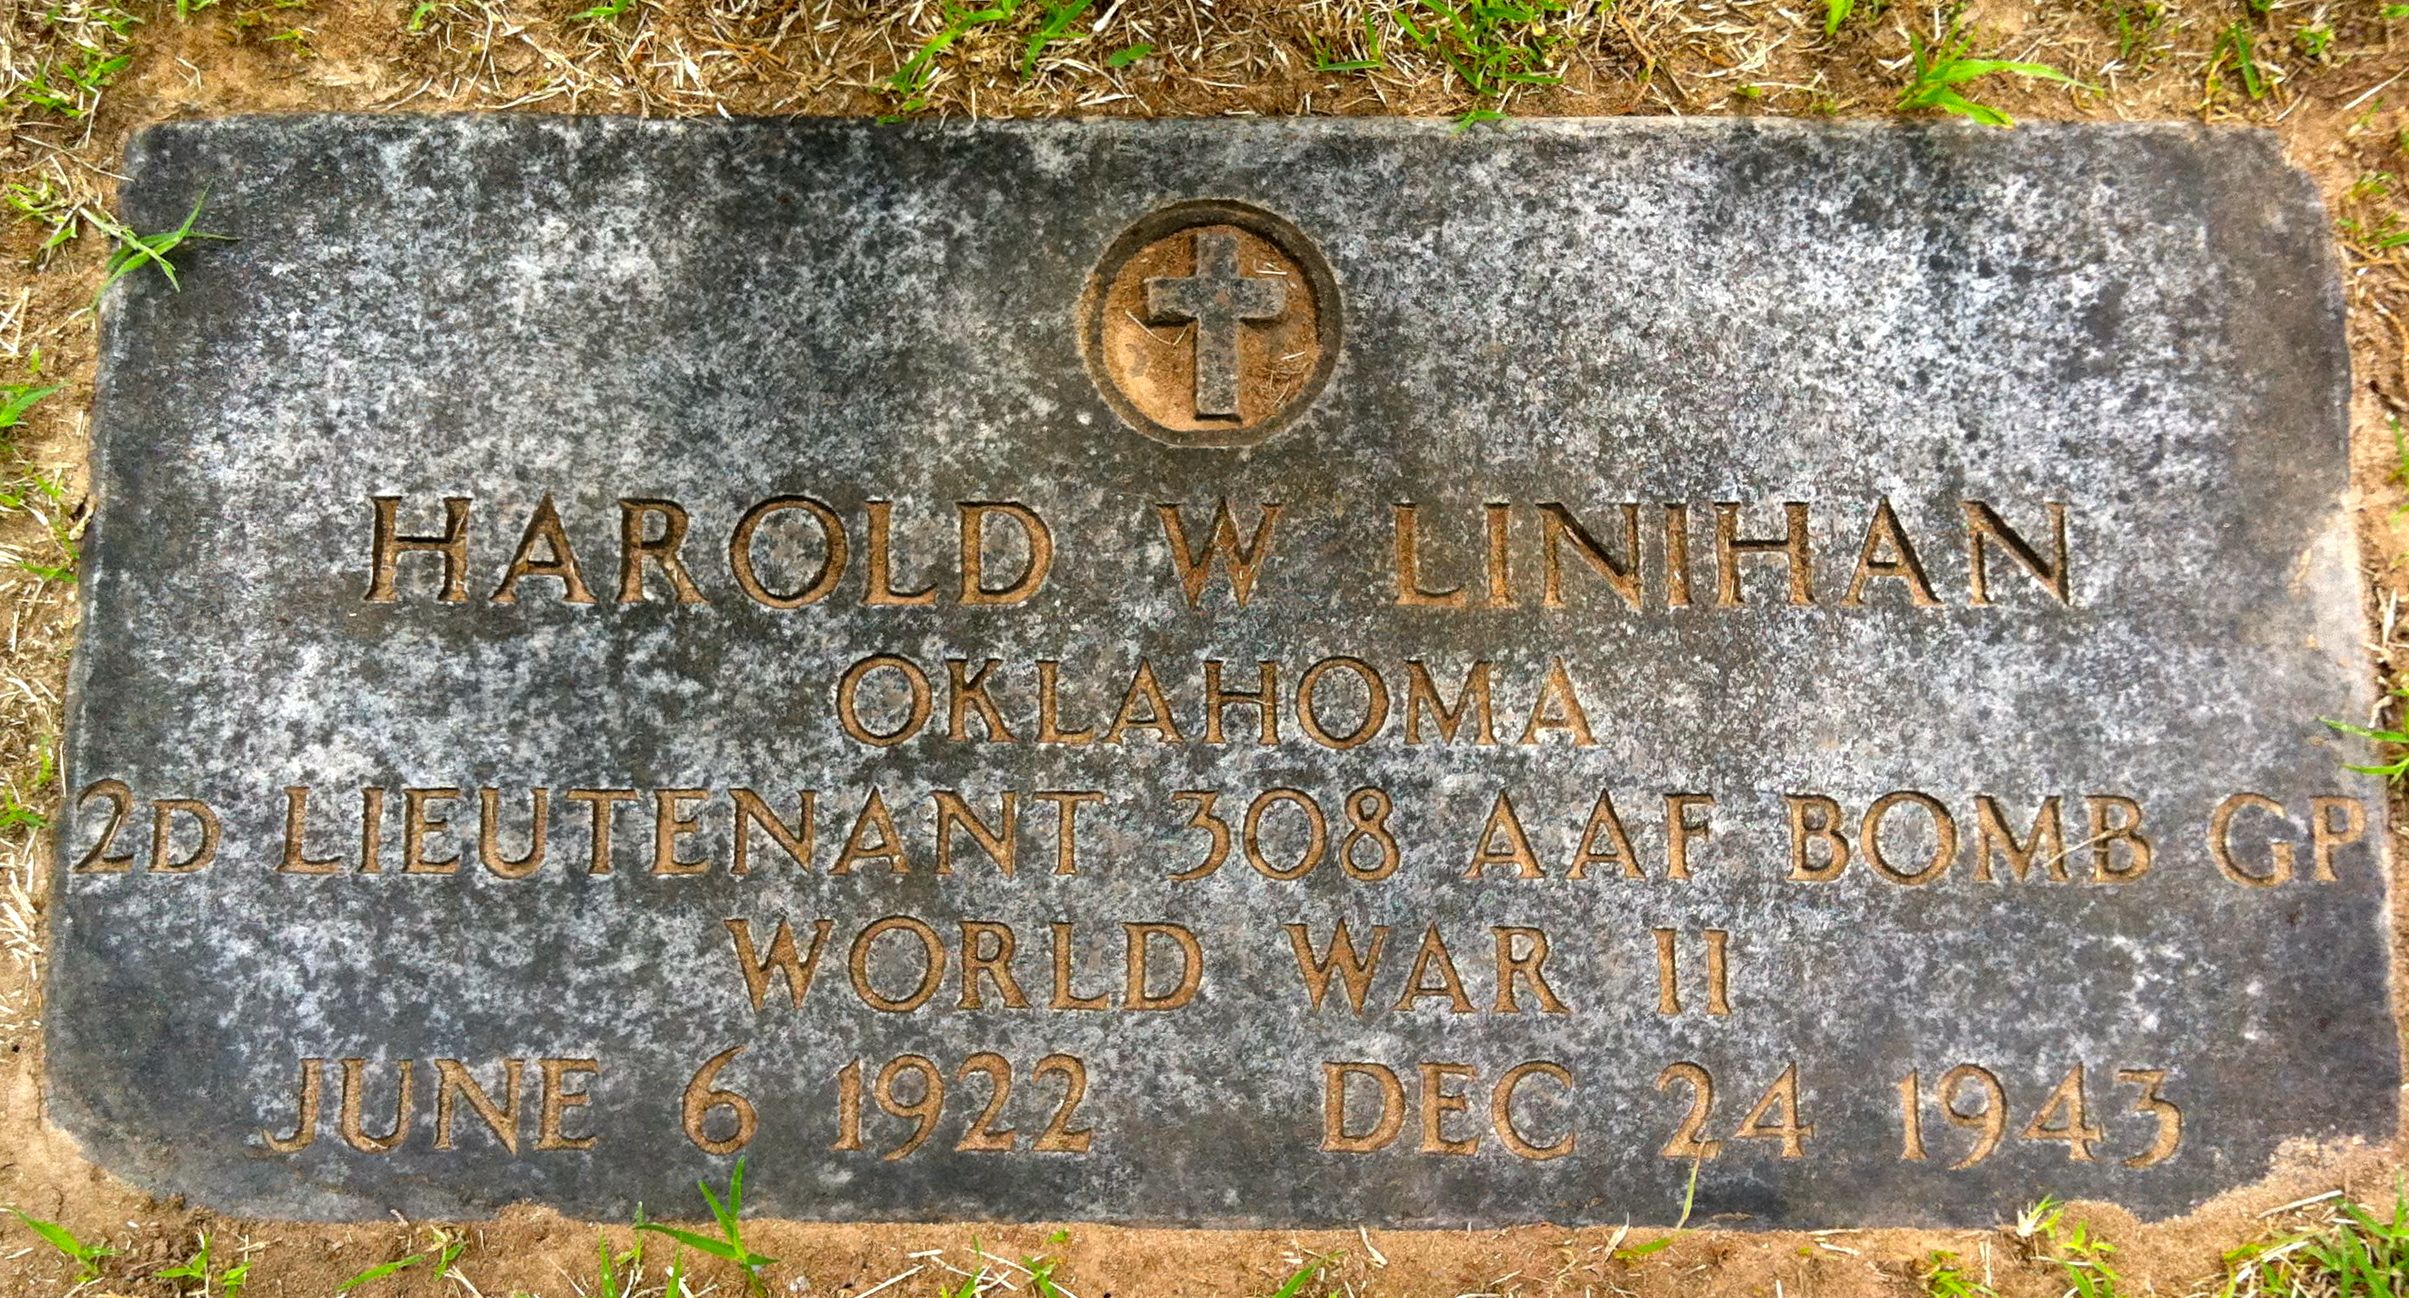 HAROLD W LINIHAN
OKLAHOMA
2D LIEUTENANT 308 AAF BOMB GP
WORLD WAR II
JUNE 6 1922 DEC 24 1943